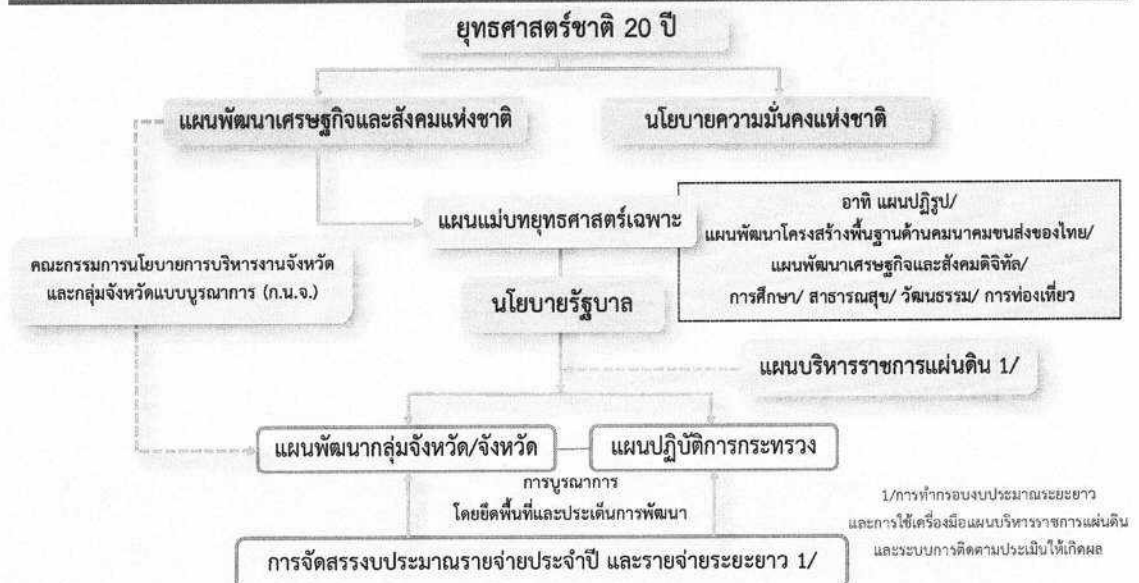 ยุทธศาสตร์ชาติ 20 ปี
แผนพัฒนาเศรษฐกิจและสังคมแห่งชาติ
นโยบายความมั่นคงแห่งชาติ
แผนแม่บทยุทธศาสตร์เฉพาะ
อาทิ แผนปฏิรูป/
แผนพัฒนาโครงสร้างพื้นฐานด้านคมนาคมขนส่งของไทย/
แผนพัฒนาเศรษฐกิจและสังคมดิจิทัล/
การศึกษา/ สาธารณสุข/ วัฒนธรรม/ การท่องเที่ยว
คณะกรรมการนโยบายการบริหารงานจังหวัด
และกลุ่มจังหวัดแบบบูรณาการ (ก.น.จ.)
นโยบายรัฐบาล
แผนบริหารราชการแผ่นดิน 1/
แผนพัฒนากลุ่มจังหวัด/จังหวัด
แผนปฏิบัติการกระทรวง
การบูรณาการ
โดยยึดพื้นที่และประเด็นการพัฒนา
1/การทำกรอบงบประมาณระยะยาว
และการใช้เครื่องมือแผนบริหารราชการแผ่นดิน
และระบบการติดตามประเมินให้เกิดผล
การจัดสรรงบประมาณรายจ่ายประจำปี และรายจ่ายระยะยาว 1/